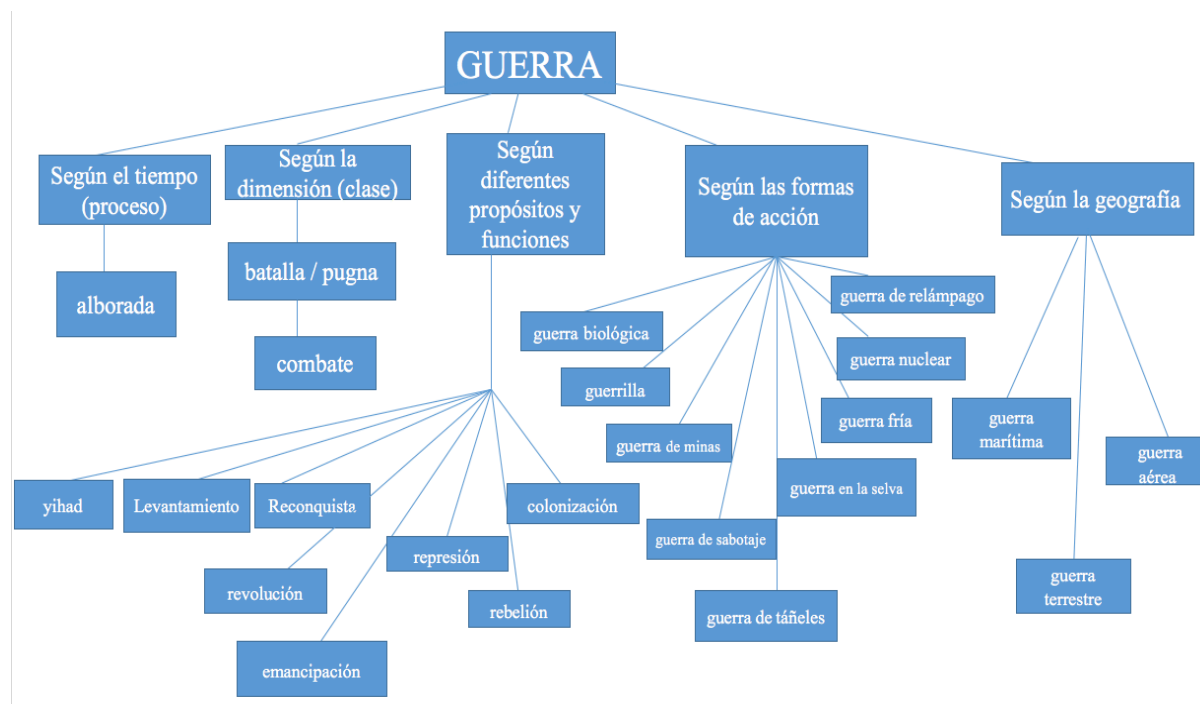 GUERRA
Según el tiempo
(proceso)
Según la
dimensión (clase)
Según
diferentes
propósitos y
funciones
Según las formas
de acción
Según la geografía
alborada
batalla / pugna
combate
guerra de relámpago
guerra biológica
guerra nuclear
guerrilla
guerra fría
guerra de minas
guerra
marítima
guerra
aérea
guerra en la selva
yihad
Levantamiento
Reconquista
colonización
guerra de sabotaje
represión
revolución
rebelión
guerra de táñeles
guerra
terrestre
emancipación